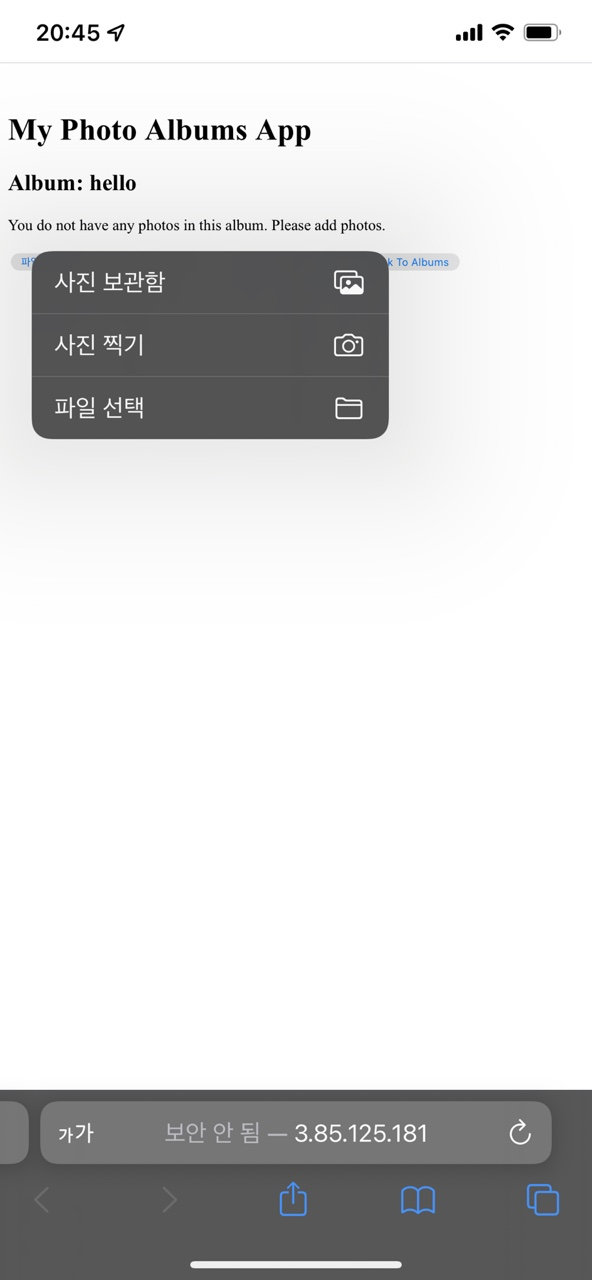 20:45
My Photo Albums App
Album: hello
You do not have any photos in this album. Please add photos.
To Albums
사진 보관함
사진 찍기
파일 선택
가가 보안 안 됨 — 3.85.125.181